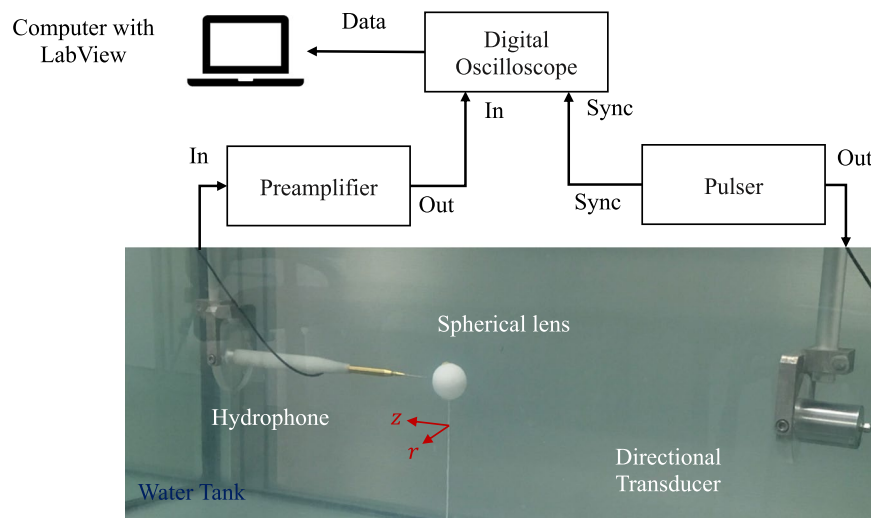 Computer with
LabView
Data
Digital
Oscilloscope
In
Sync
In
Preamplifier
Out
Sync
Pulser
Out
Spherical lens
Hydrophone
z
r
Directional
Transducer
Water Tank